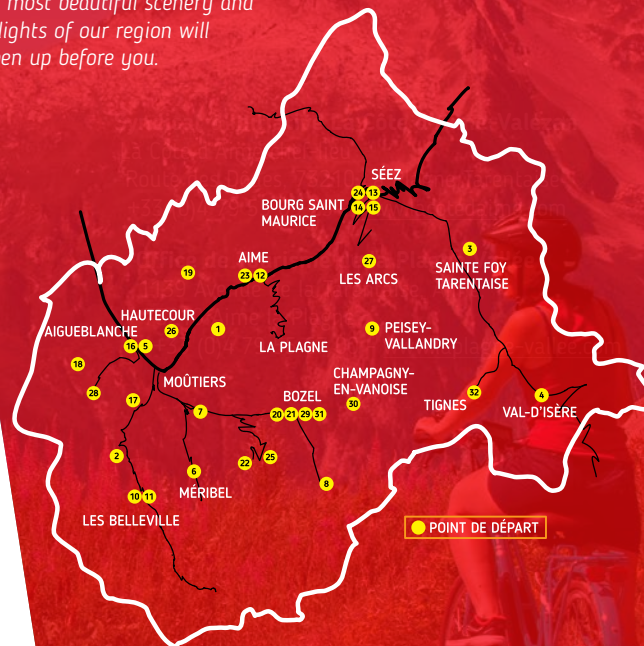 most beautiful scenery and
lights of our region will
en up before you.
SÉEZ
24 13
BOURG SAINT
MAURICE
14 15
3
SAINTE FOY
TARENTAISE
27
LES ARCS
19
AIME
23 12
HAUTECOUR
26
1
AIGUEBLANCHE
16 5
LA PLAGNE
9 PEISEY-
VALLANDRY
18
28
MOÛTIERS
17
7
CHAMPAGNY-
EN-VANOISE
30
BOZEL
20 21 29 31
32
TIGNES
4
VAL-D'ISÈRE
2
6
MÉRIBEL
22
25
8
10 11
LES BELLEVILLE
POINT DE DÉPART